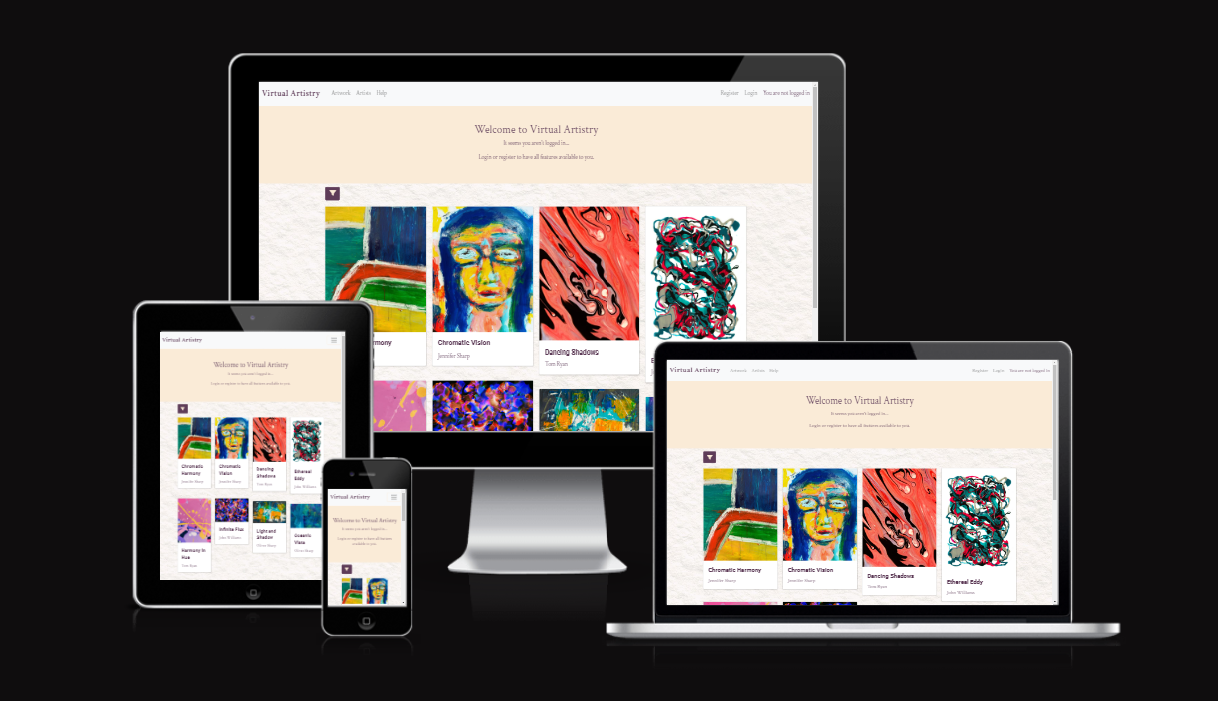 Virtual Artistry Artwork Artists Help Register Login You are not logged in
Welcome to Virtual Artistry
It seems you aren't logged in...
Login or register to have all features available to you.
Chromatic Vision
Jennifer Sharp
Dancing Shadows
Tom Ryan
Virtual Artistry
Welcome to Virtual Artistry
It seems you aren't logged in...
Login or register to have all features available to you.
Chromatic
Harmony
Jennifer Sharp
Chromatic
Vision
Jennifer Sharp
Dancing
Shadows
Tom Ryan
Ethereal
Eddy
John Williams
Harmony in
Hue
Tom Ryan
Infinite Flux
John Williams
Light and
Shadow
Oliver Sharp
Oceanic
Vista
Oliver Sharp
Virtual Artistry
Welcome to Virtual Artistry
It seems you aren't logged in...
Login or register to have all features
available to you.
Virtual Artistry Artwork Artists Help Register Login You are not logged in
Welcome to Virtual Artistry
It seems you aren't logged in...
Login or register to have all features available to you.
Chromatic Harmony
Jennifer Sharp
Chromatic Vision
Jennifer Sharp
Dancing Shadows
Tom Ryan
Ethereal Eddy
John Williams